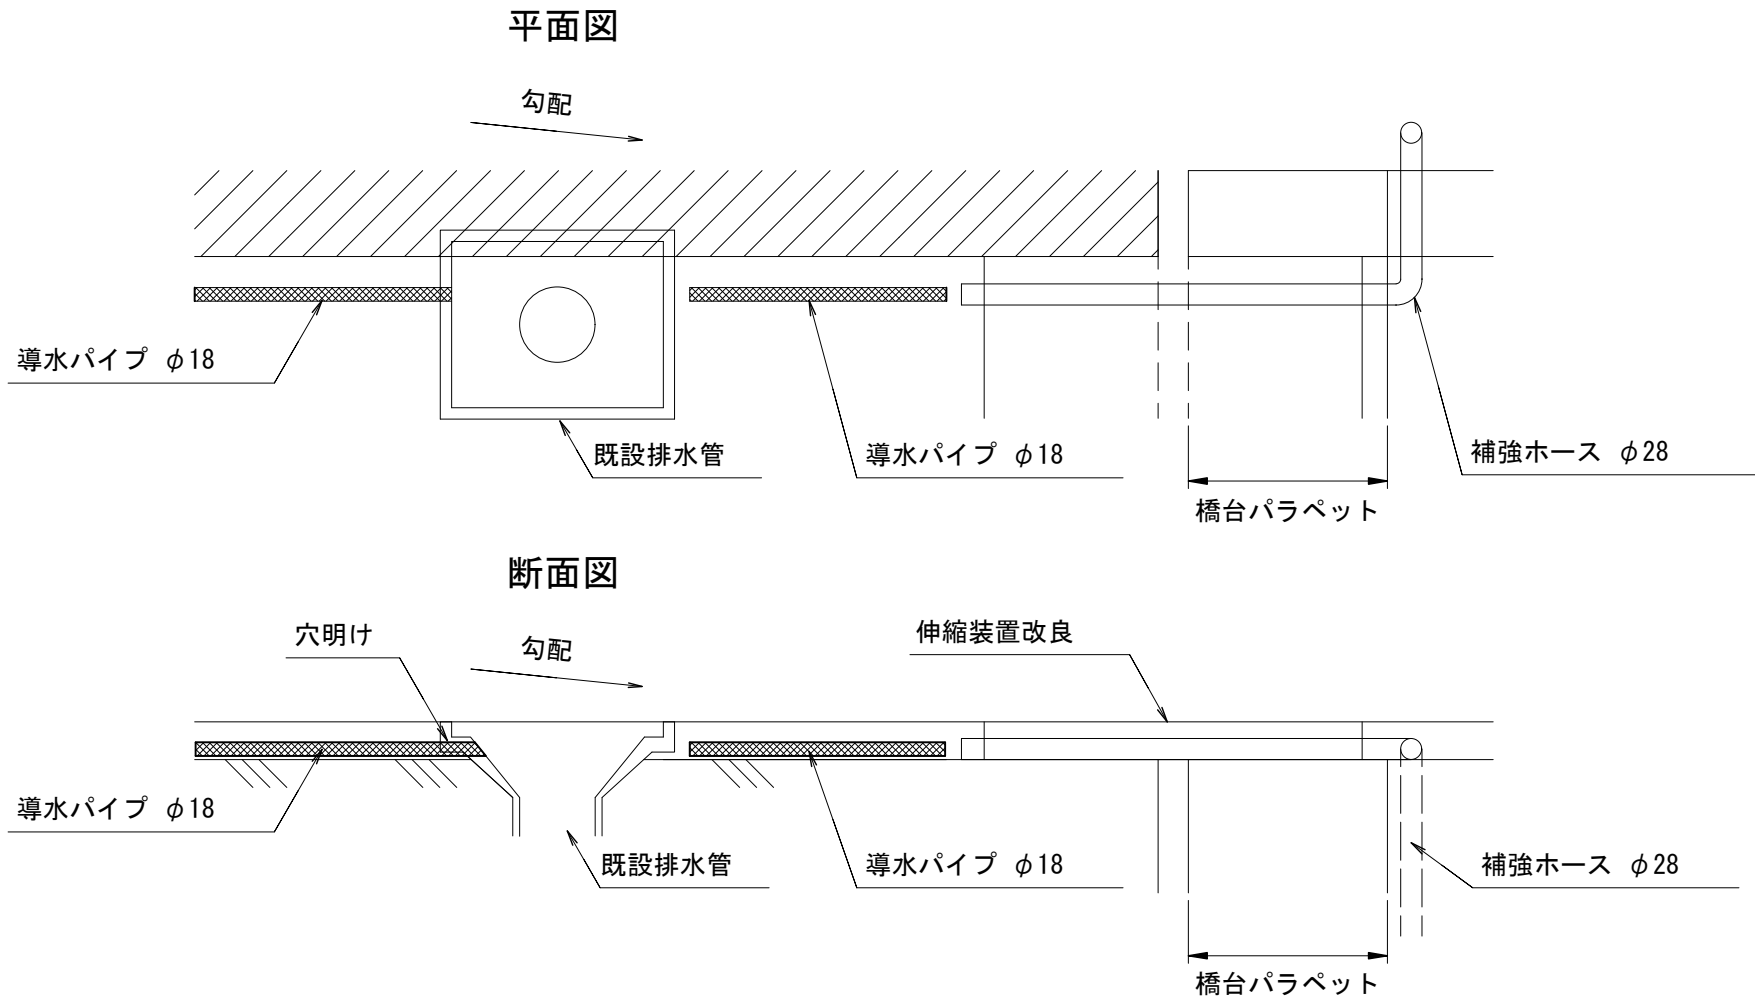 平面図
勾配
導水パイプ φ18
既設排水管
導水パイプ φ18
補強ホース φ28
橋台パラペット
断面図
穴明け
勾配
伸縮装置改良
導水パイプ φ18
既設排水管
導水パイプ φ18
補強ホース φ28
橋台パラペット